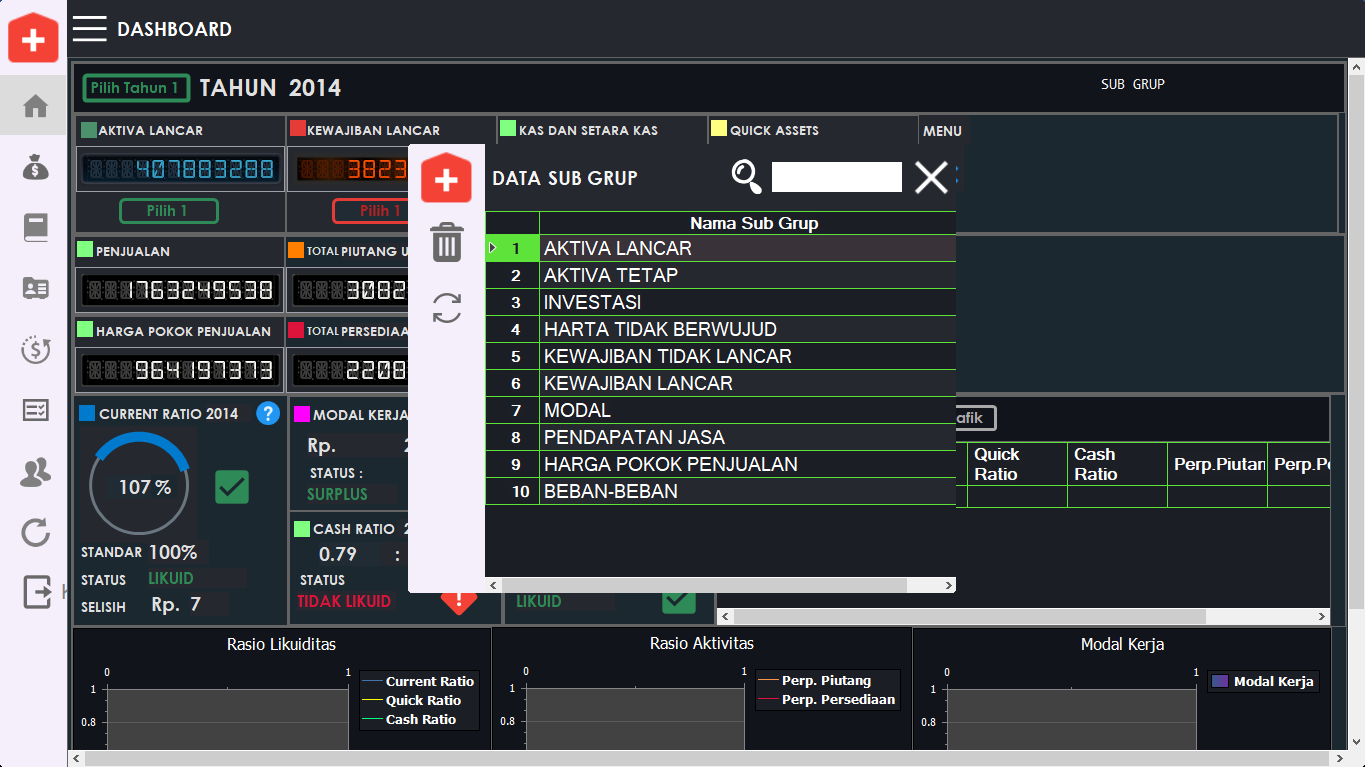 DASHBOARD
Pilih Tahun 1
TAHUN 2014
SUB GRUP
AKTIVA LANCAR
KEWAJIBAN LANCAR
KAS DAN SETARA KAS
QUICK ASSETS
MENU
407883288
3823
Pilih 1
Pilih 1
DATA SUB GRUP
Nama Sub Grup
1 AKTIVA LANCAR
2 AKTIVA TETAP
3 INVESTASI
4 HARTA TIDAK BERWUJUD
5 KEWAJIBAN TIDAK LANCAR
6 KEWAJIBAN LANCAR
7 MODAL
8 PENDAPATAN JASA
9 HARGA POKOK PENJUALAN
10 BEBAN-BEBAN
PENJUALAN
TOTAL PIUTANG U
1763249538
3082
HARGA POKOK PENJUALAN
TOTAL PERSEDIAA
964197373
2208
CURRENT RATIO 2014
?
107 %
STANDAR 100%
STATUS LIKUID
SELISIH Rp. 7
MODAL KERJA
Rp. 2
STATUS :
SURPLUS
CASH RATIO 2
0.79 :
STATUS
TIDAK LIKUID
LIKUID
afik
Quick Ratio
Cash Ratio
Perp.Piutan
Perp.Pe
Rasio Likuiditas
0 1
1
0.8
Current Ratio
Quick Ratio
Cash Ratio
Rasio Aktivitas
0 1
1
0.8
Perp. Piutang
Perp. Persediaan
Modal Kerja
0 1
1
0.8
Modal Kerja